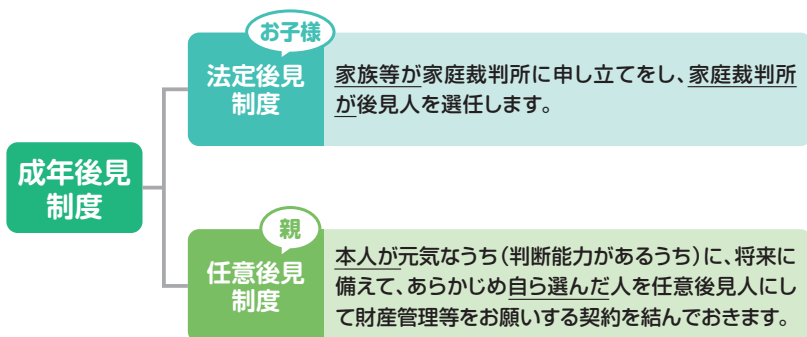 成年後見
制度
お子様
法定後見
制度
家族等が家庭裁判所に申し立てをし、家庭裁判所
が後見人を選任します。
親
任意後見
制度
本人が元気なうち（判断能力があるうち）に、将来に
備えて、あらかじめ自ら選んだ人を任意後見人にし
て財産管理等をお願いする契約を結んでおきます。